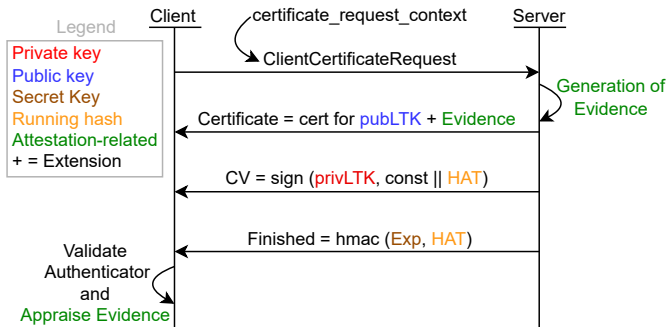 Client
certificate_request_context
Server
Legend
Private key
Public key
Secret Key
Running hash
Attestation-related
+ = Extension
ClientCertificateRequest
Generation of
Evidence
Certificate = cert for pubLTK + Evidence
CV = sign (privLTK, const || HAT)
Finished = hmac (Exp, HAT)
Validate
Authenticator
and
Appraise Evidence